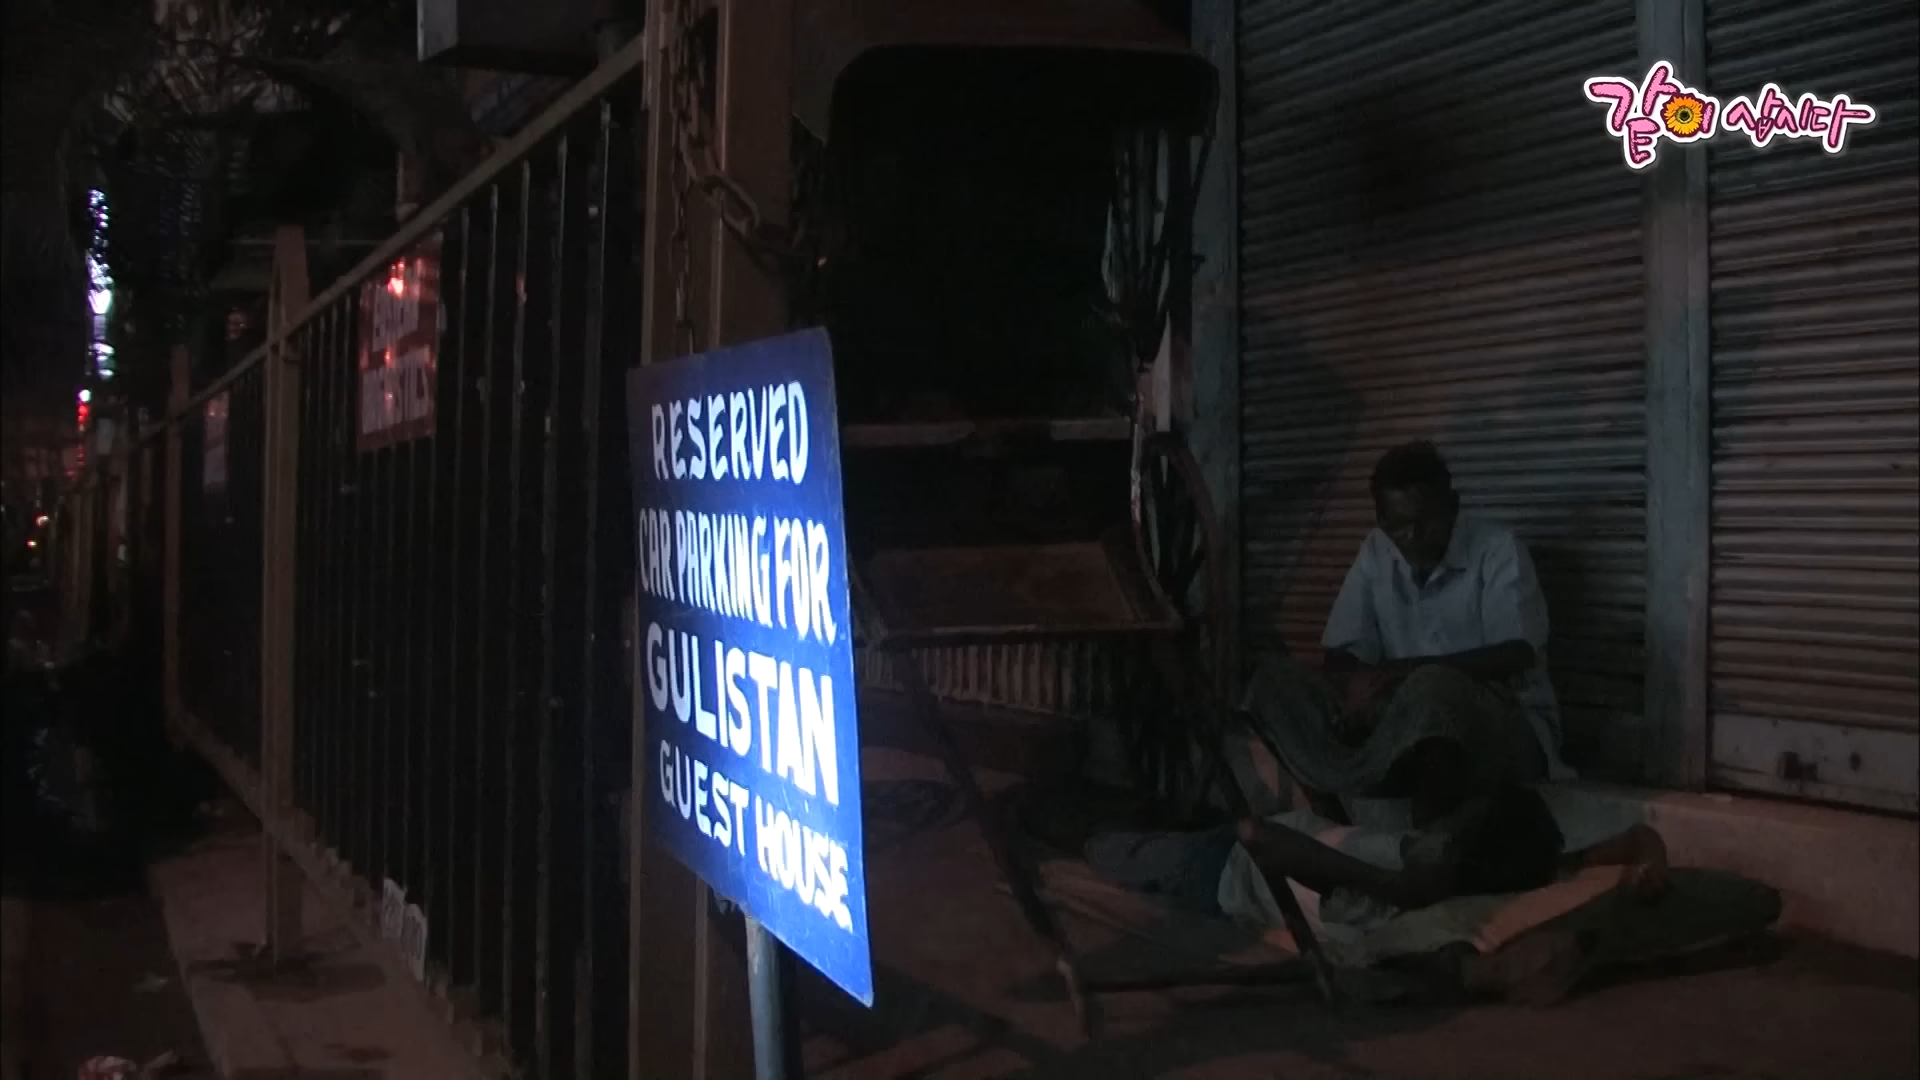 같이 삽시다
RESERVED
CAR PARKING FOR
GULISTAN
GUEST HOUSE